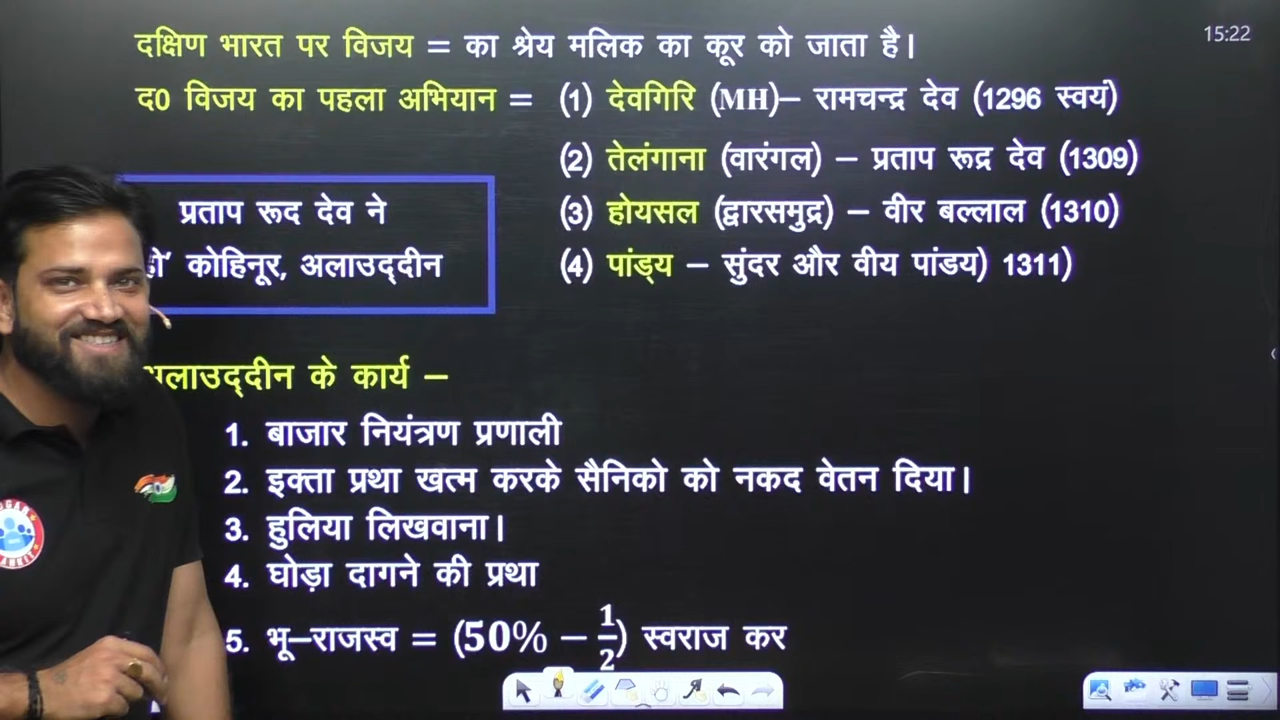 दक्षिण भारत पर विजय = का श्रेय मलिक का कूर को जाता है।
15:22
द0 विजय का पहला अभियान = (1) देवगिरि (MH)– रामचन्द्र देव (1296 स्वयं)
(2) तेलंगाना (वारंगल) – प्रताप रूद्र देव (1309)
प्रताप रूद देव ने
(3) होयसल (द्वारसमुद्र) – वीर बल्लाल (1310)
कोहिनूर, अलाउद्दीन
(4) पांड्य – सुंदर और वीय पांडय) 1311)
के कार्य –
1. बाजार नियंत्रण प्रणाली
2. इक्ता प्रथा खत्म करके सैनिको को नकद वेतन दिया।
3. हुलिया लिखवाना।
4. घोड़ा दागने की प्रथा
5. भू–राजस्व = (50% – 1/2) स्वराज कर